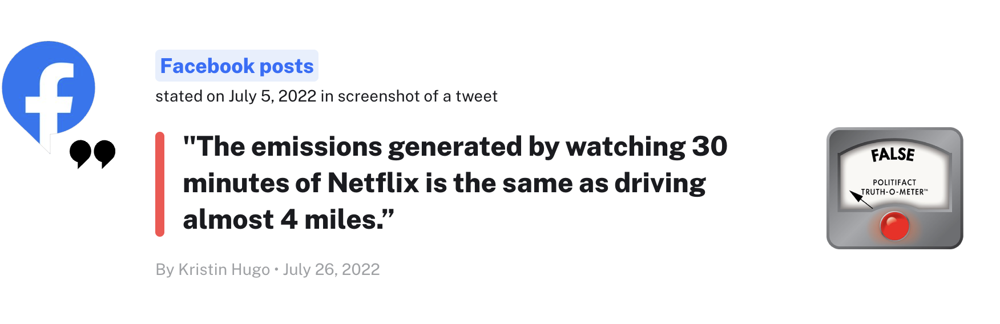 Facebook posts
stated on July 5, 2022 in screenshot of a tweet
"The emissions generated by watching 30
minutes of Netflix is the same as driving
almost 4 miles.”
FALSE
POLITIFACT
TRUTH-O-METER™
By Kristin Hugo • July 26, 2022